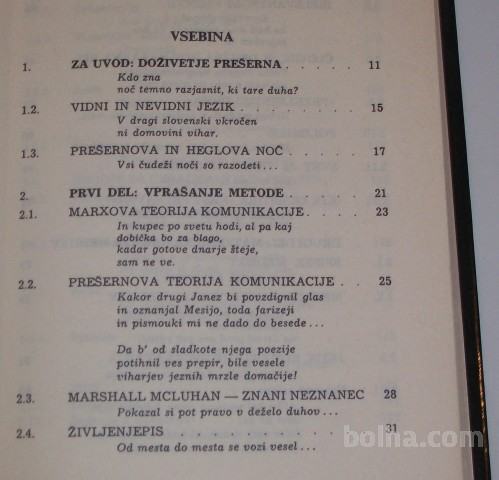 VSEBINA
1. ZA UVOD: DOŽIVETJE PREŠERNA . . . . . 11
Kdo zna
noč temno razjasnit, ki tare duha?
1.2. VIDNI IN NEVIDNI JEZIK . . . . . . . . 15
V dragi slovenski vkročen
ni domovini vihar.
1.3. PREŠERNOVA IN HEGLOVA NOČ . . . . . 17
Vsi čudeži noči so razodeti . . .
2. PRVI DEL: VPRAŠANJE METODE . . . . . 21
2.1. MARXOVA TEORIJA KOMUNIKACIJE . . . . 23
In kupec po svetu hodi, al pa kaj
dobička bo za blago,
kadar gotove dnarje šteje,
sam ne ve.
2.2. PREŠERNOVA TEORIJA KOMUNIKACIJE . . 25
Kakor drugi Janez bi povzdignil glas
in oznanjal Mesijo, toda farizeji
in pismouki mi ne dado do besede . . .
Da b' od sladkote njega poezije
potihnil ves prepir, bile vesele
viharjev jeznih mrzle domačije!
2.3. MARSHALL MCLUHAN — ZNANI NEZNANEC 28
Pokazal si pot pravo v deželo duhov . . .
2.4. ŽIVLJENJEPIS . . . . . . . . . . . 31
Od mesta do mesta se vozi vesel . . .
bolha.com